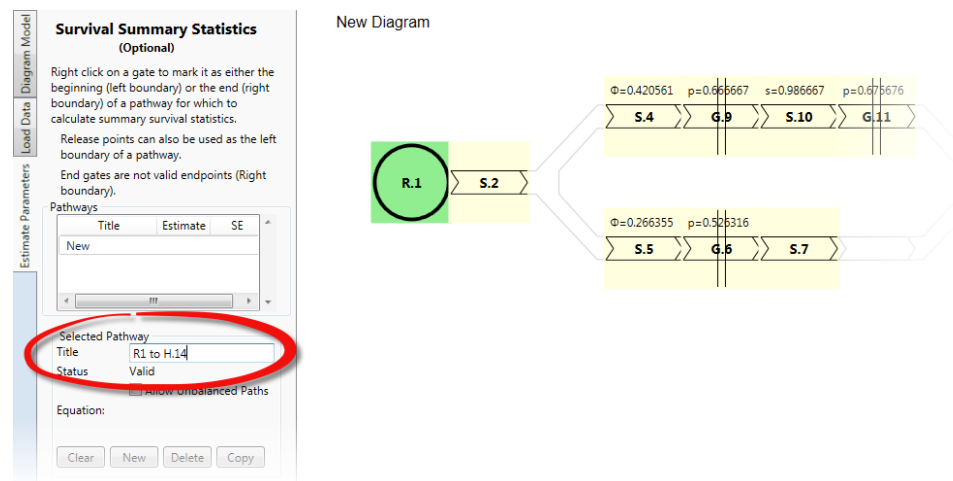 Diagram Model
Load Data
Estimate Parameters
Survival Summary Statistics
(Optional)
Right click on a gate to mark it as either the
beginning (left boundary) or the end (right
boundary) of a pathway for which to
calculate summary survival statistics.
Release points can also be used as the left
boundary of a pathway.
End gates are not valid endpoints (Right
boundary).
Pathways
Title Estimate SE
New
Selected Pathway
Title R1 to H.14
Status Valid
Allow Unbalanced Paths
Equation:
Clear New Delete Copy
New Diagram
Φ=0.420561 p=0.666667 s=0.986667 p=0.675676
S.4 G.9 S.10 G.11
R.1 S.2
Φ=0.266355 p=0.526316
S.5 G.6 S.7